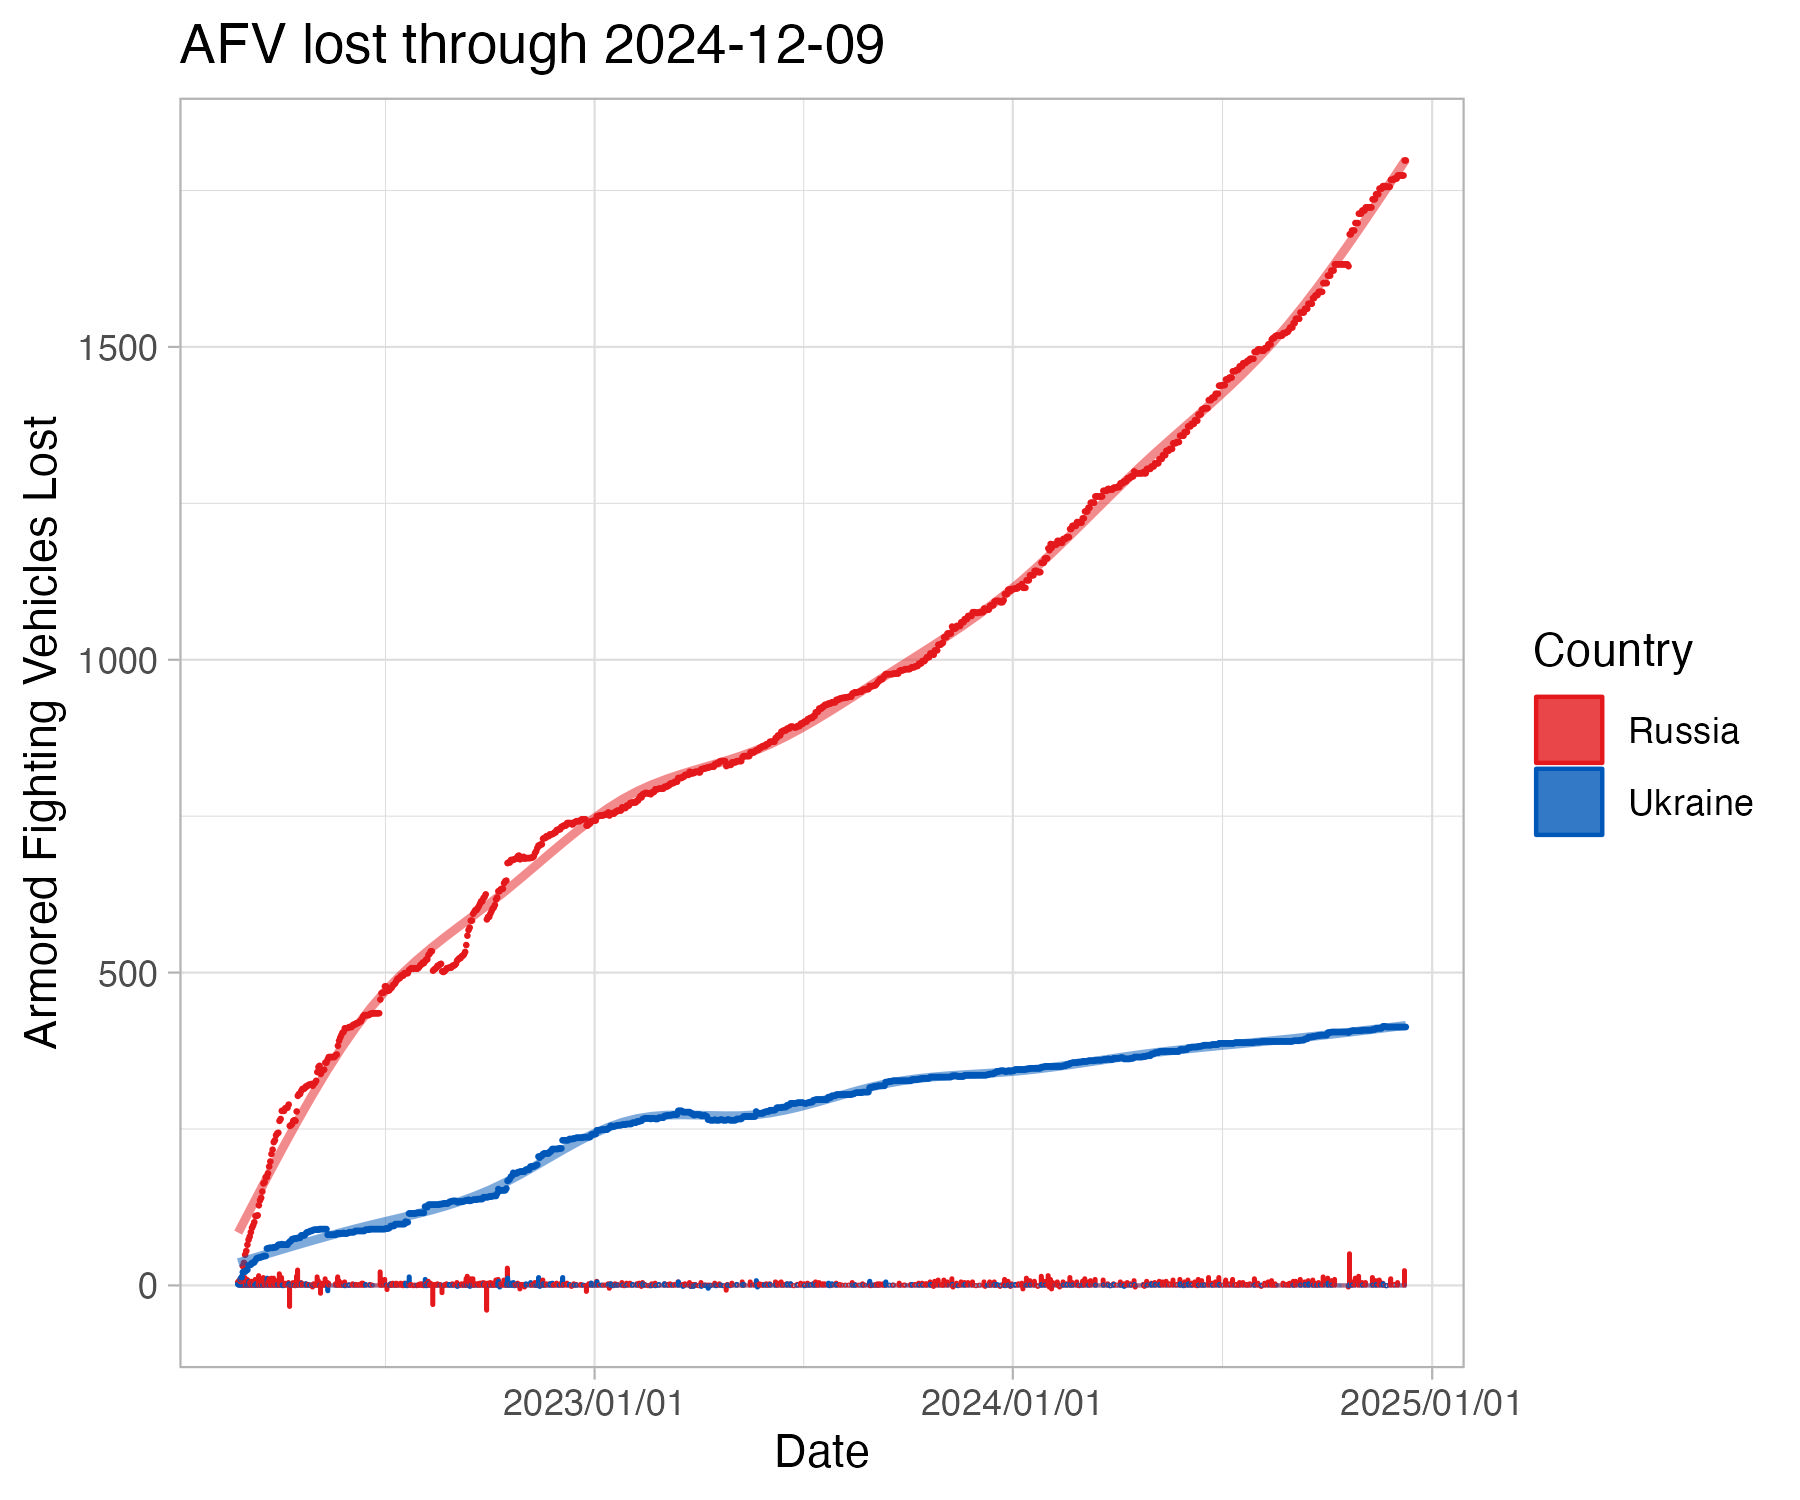 AFV lost through 2024-12-09
Armored Fighting Vehicles Lost
1500
1000
500
0
2023/01/01
2024/01/01
2025/01/01
Date
Country
Russia
Ukraine